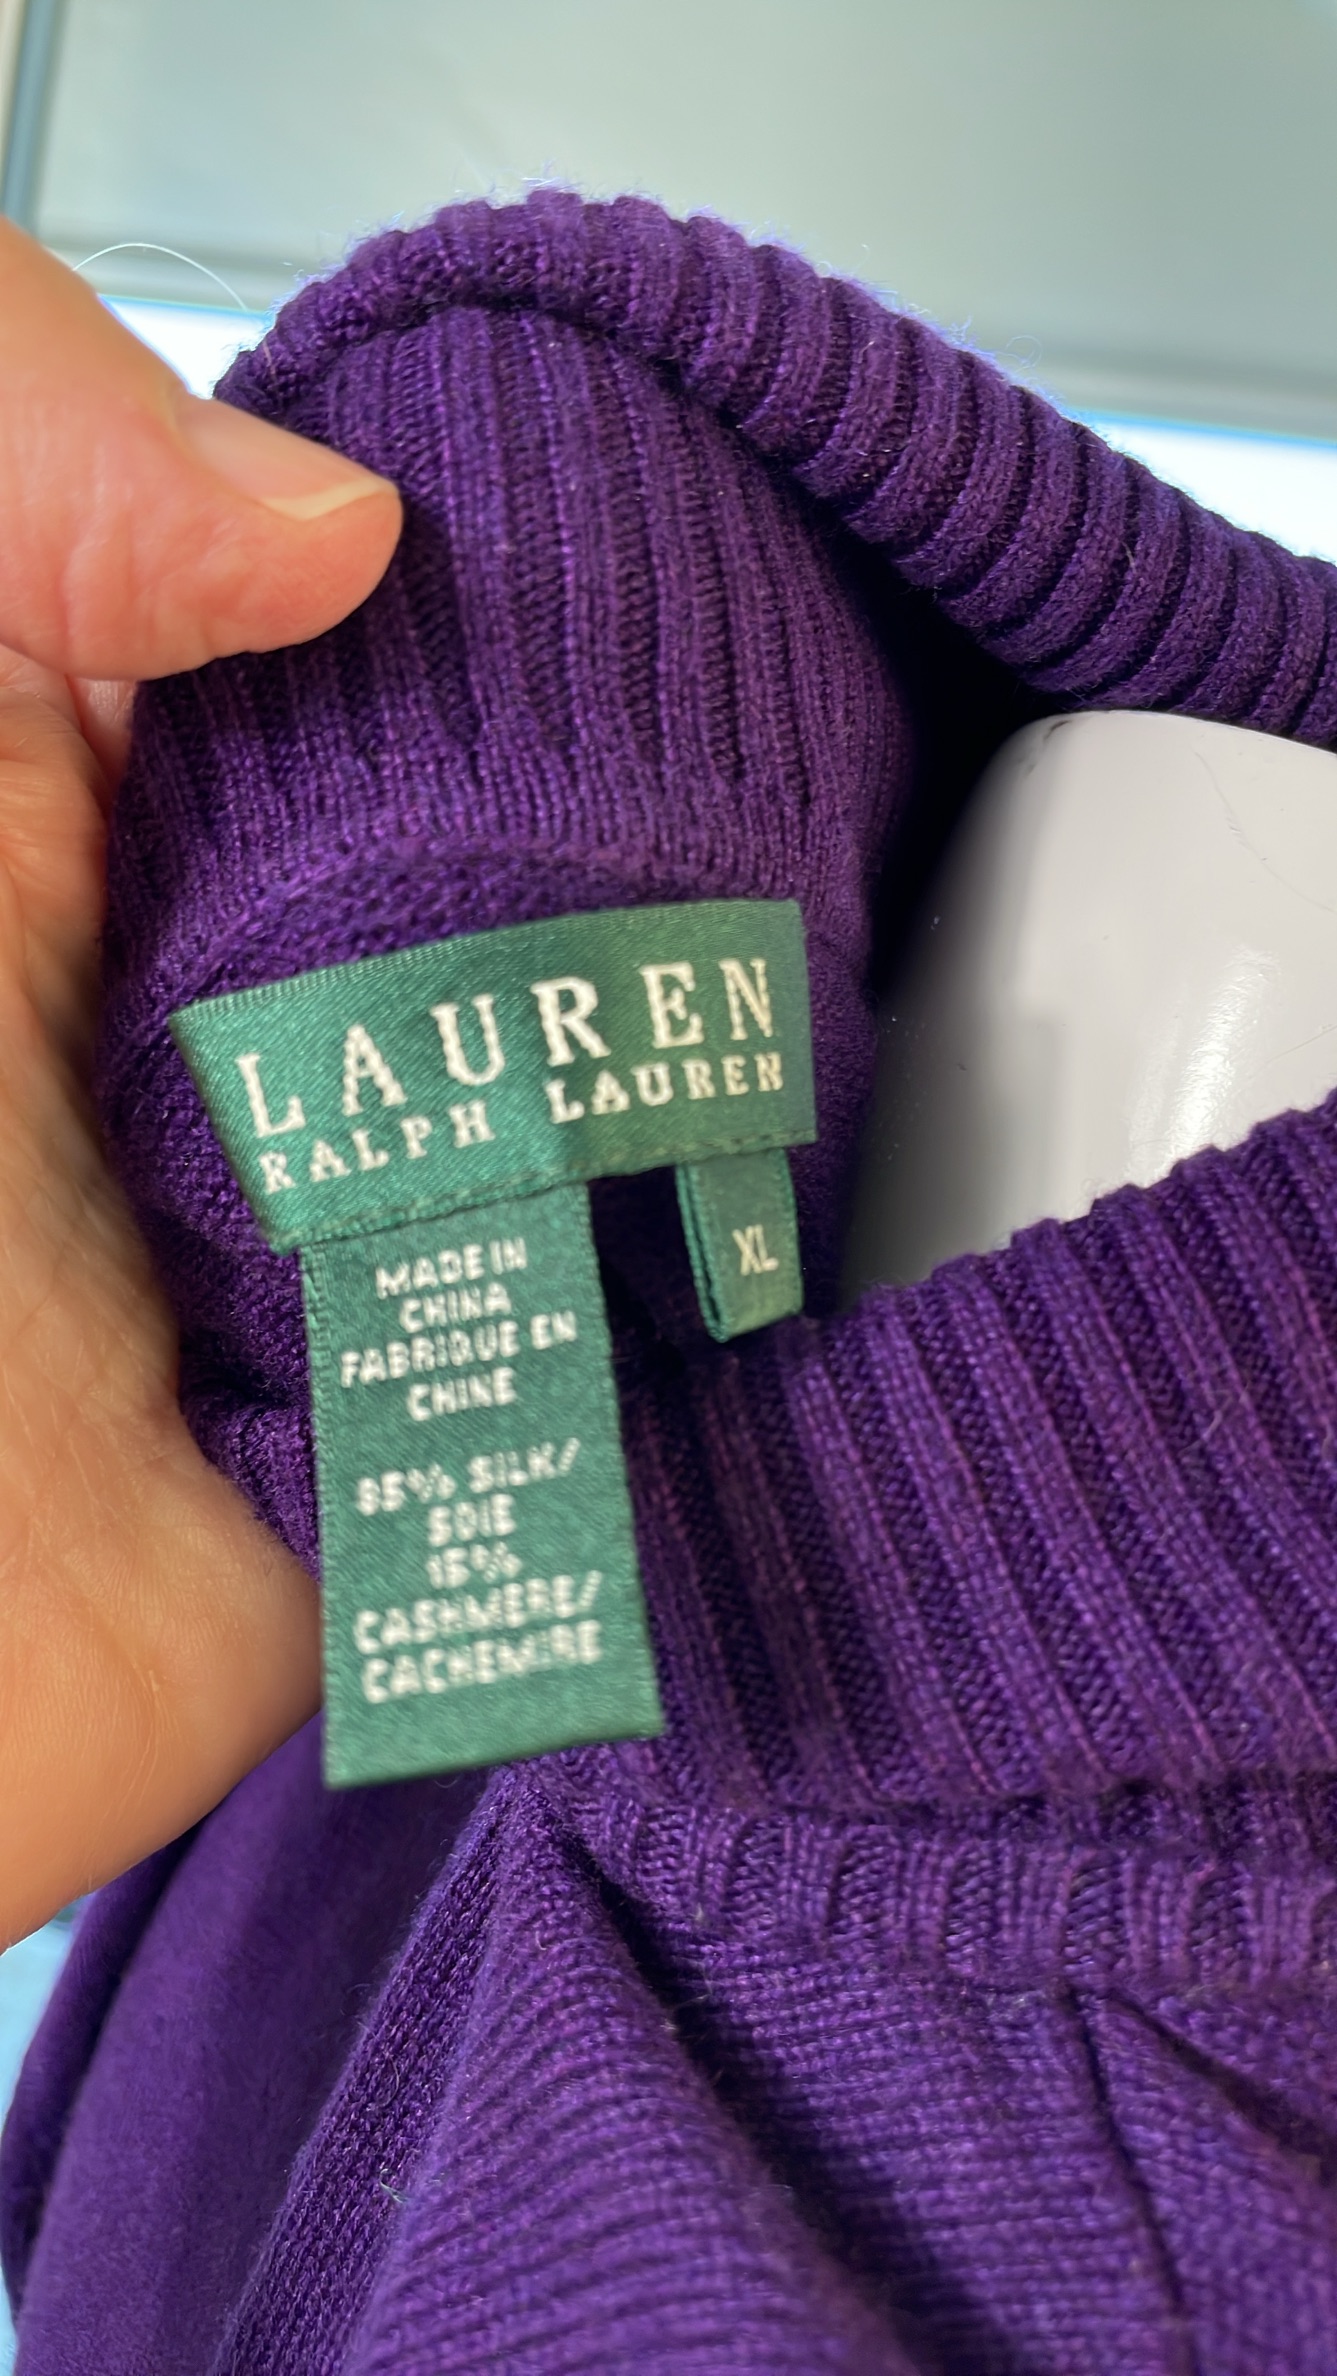 LAUREN
RALPH LAUREN
XL
MADE IN
CHINA
FABRIQUE EN
CHINE
85% SILK/
SOIE
15%
CASHMERE/
CACHEMIRE